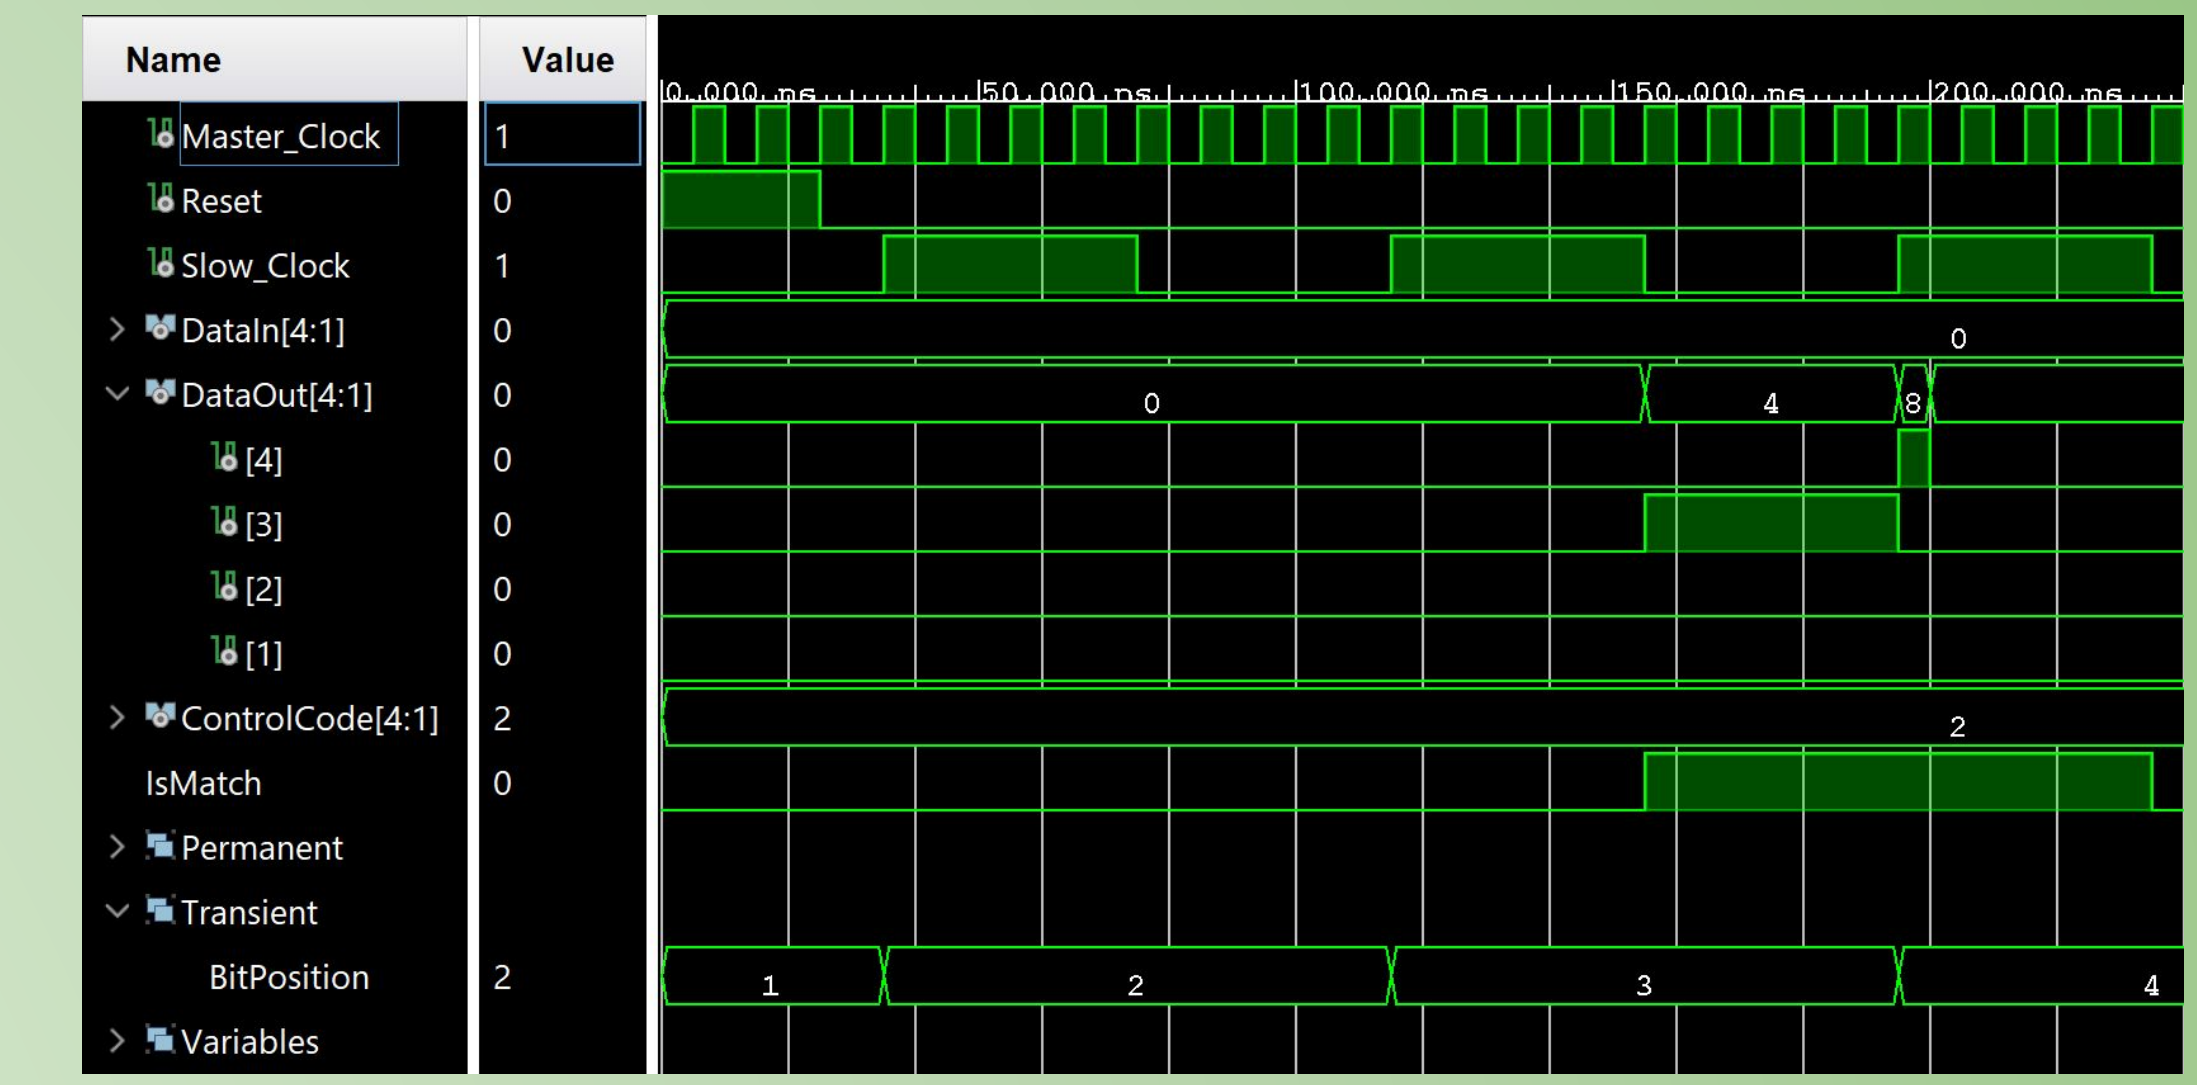 Name Value
0.000 ns 50.000 ns 100.000 ns 150.000 ns 200.000 ns
Master_Clock 1
Reset 0
Slow_Clock 1
DataIn[4:1] 0 0
DataOut[4:1] 0 0 4 8
[4] 0
[3] 0
[2] 0
[1] 0
ControlCode[4:1] 2 2
IsMatch 0
Permanent
Transient
BitPosition 2 1 2 3 4
Variables